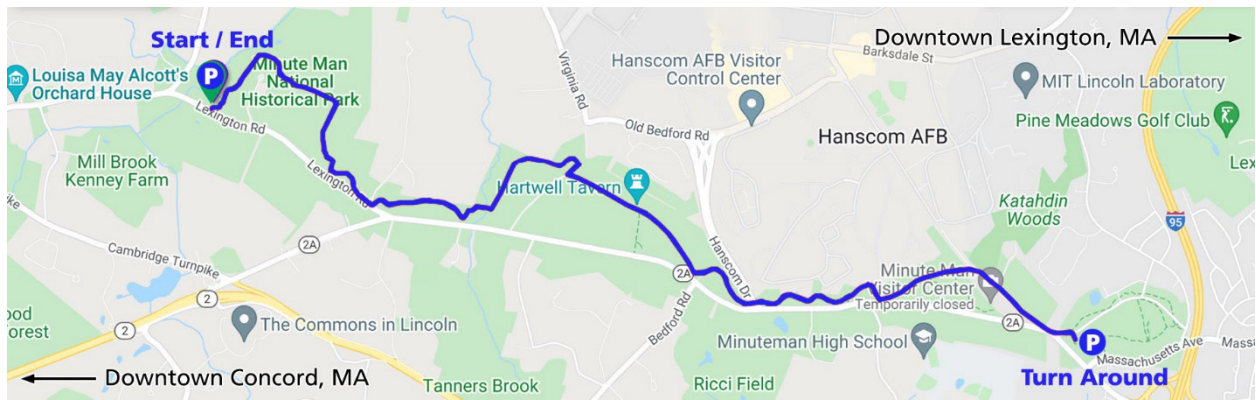 Start / End
P
Louisa May Alcott's
Orchard House
Minute Man
National
Historical Park
Lexington Rd
Mill Brook
Kenney Farm
Lexington Rd
Virginia Rd
Hanscom AFB Visitor
Control Center
Barksdale St
Downtown Lexington, MA
MIT Lincoln Laboratory
Pine Meadows Golf Club
Old Bedford Rd
Hanscom AFB
Lex
Hartwell Tavern
Katahdin
Woods
95
Cambridge Turnpike
2A
2A
Hanscom Dr
Minute Man
Visitor Center
Temporarily closed
2
2
ood
Forest
The Commons in Lincoln
Bedford Rd
Minuteman High School
2A
P
Massachusetts Ave
Massa
Downtown Concord, MA
Tanners Brook
Ricci Field
Turn Around